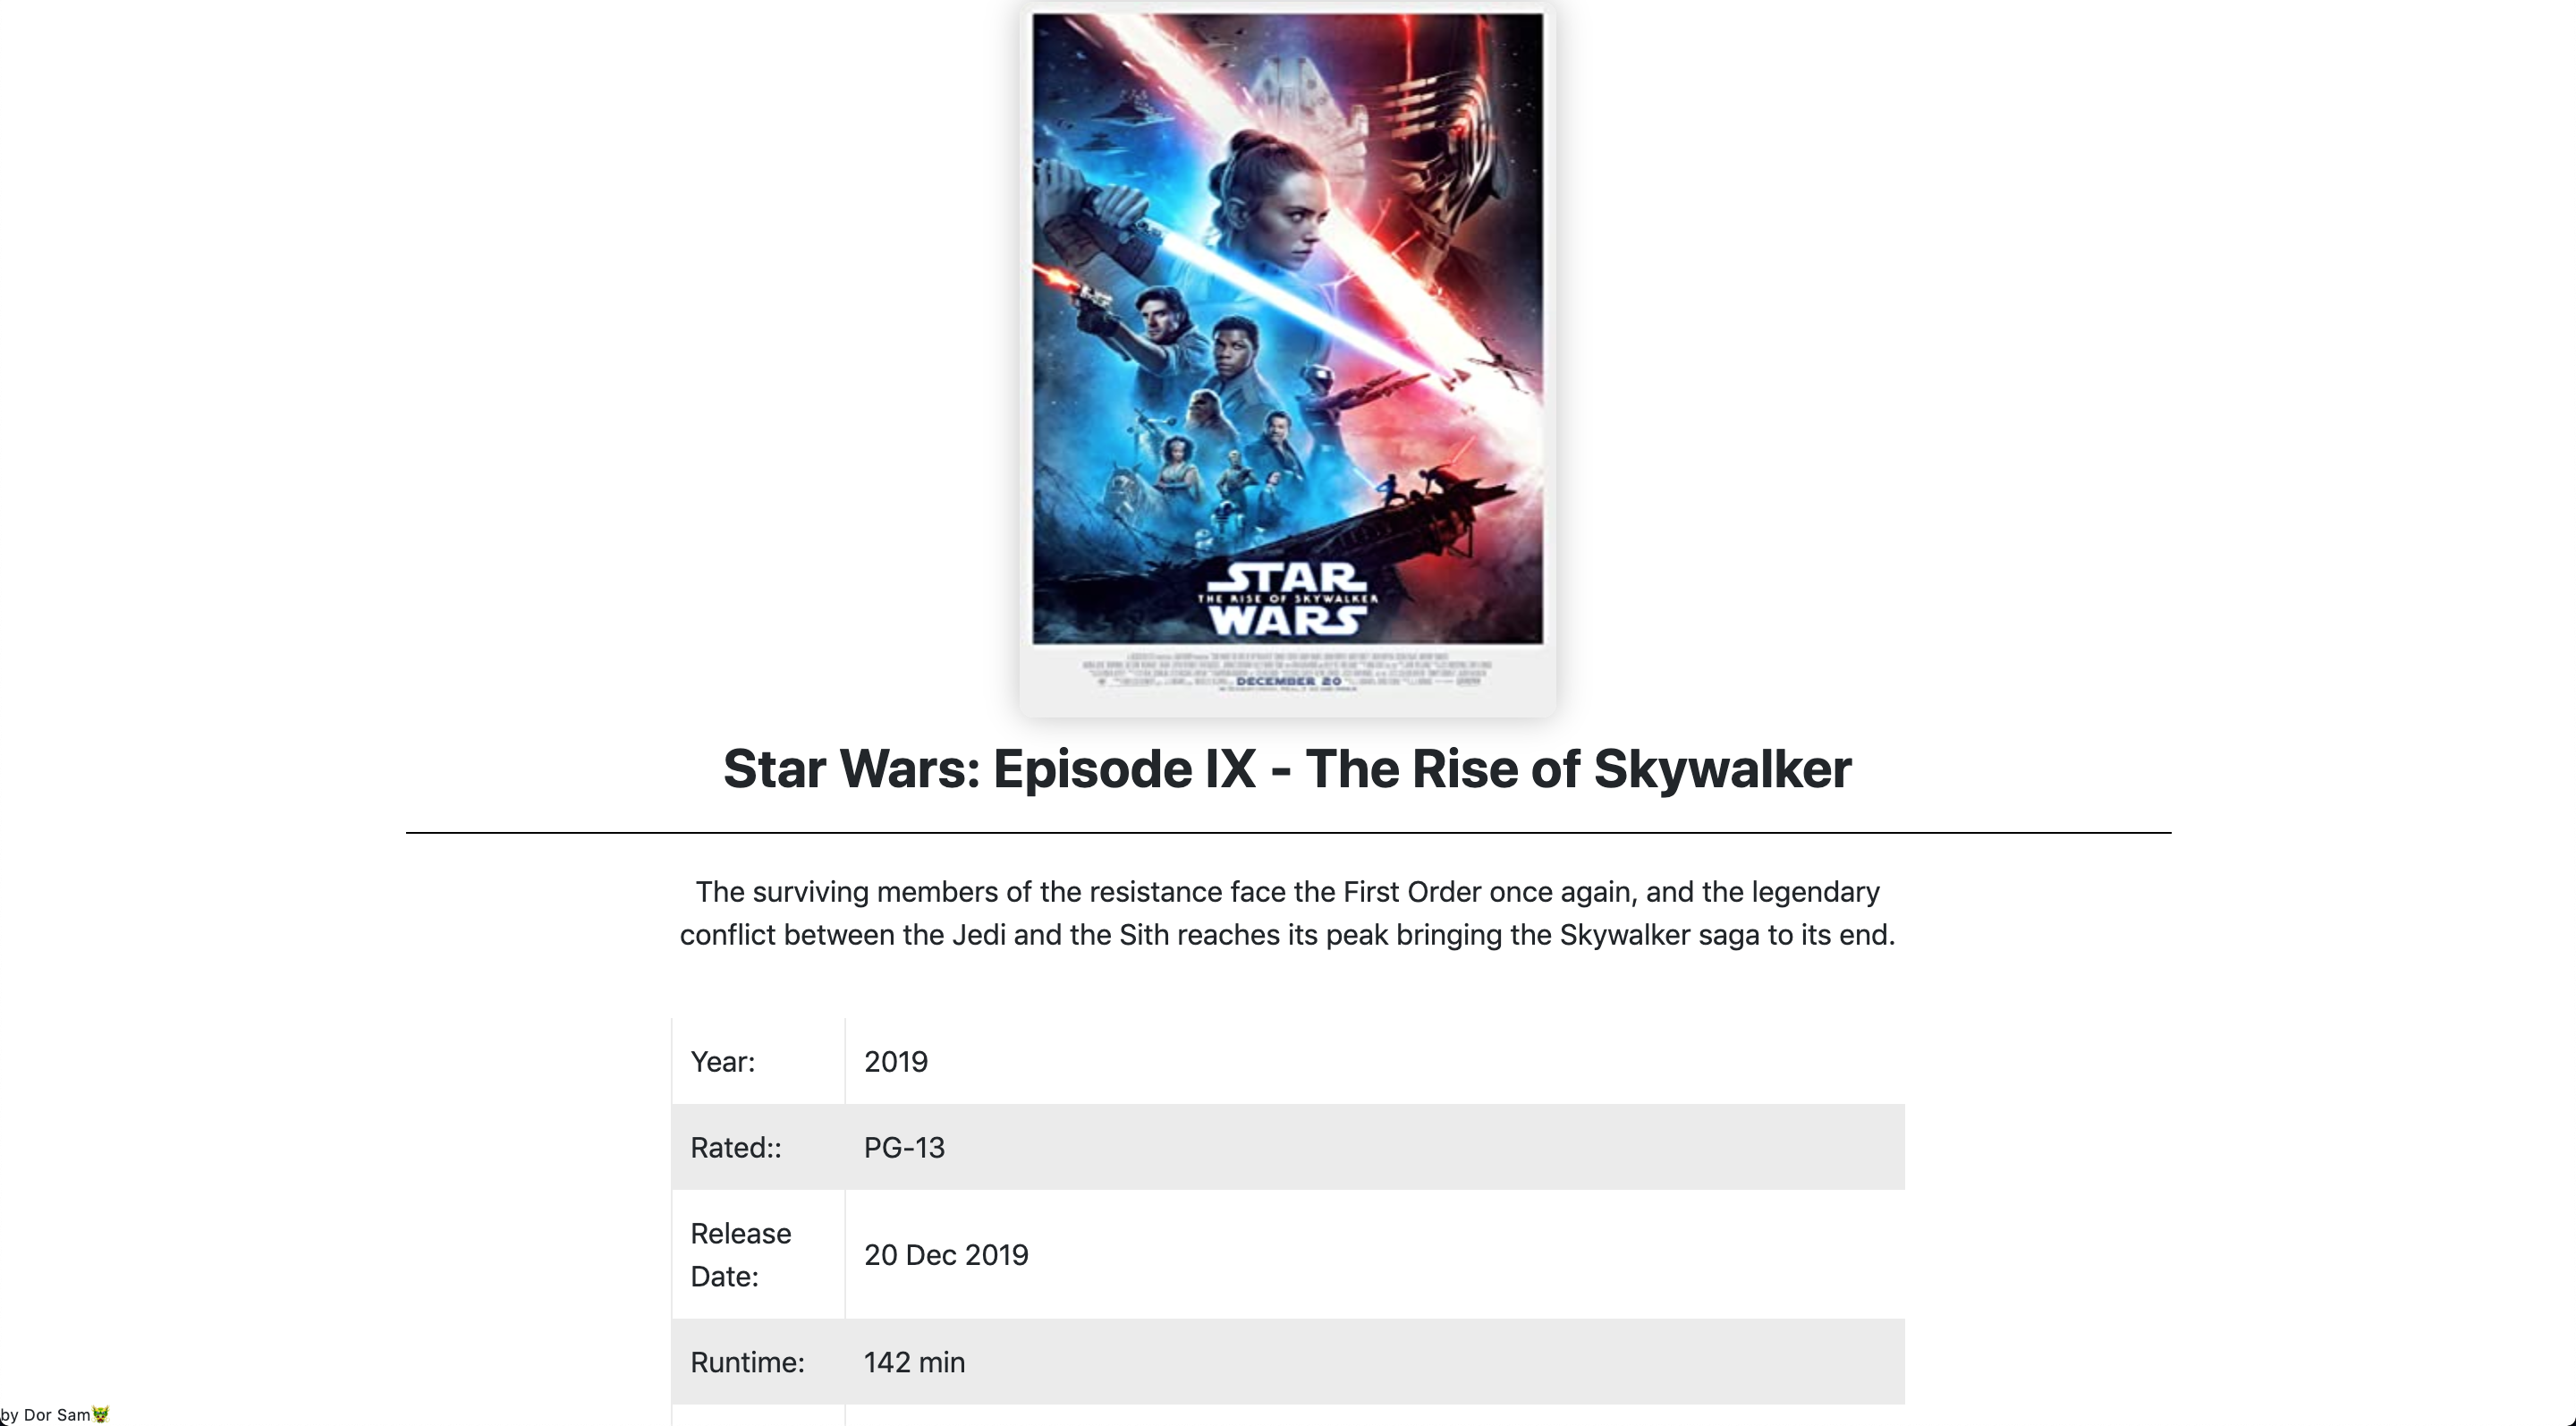 STAR
THE RISE OF SKYWALKER
WARS
DECEMBER 20
Star Wars: Episode IX - The Rise of Skywalker
The surviving members of the resistance face the First Order once again, and the legendary
conflict between the Jedi and the Sith reaches its peak bringing the Skywalker saga to its end.
Year: 2019
Rated:: PG-13
Release
Date:
20 Dec 2019
Runtime: 142 min
by Dor Sam